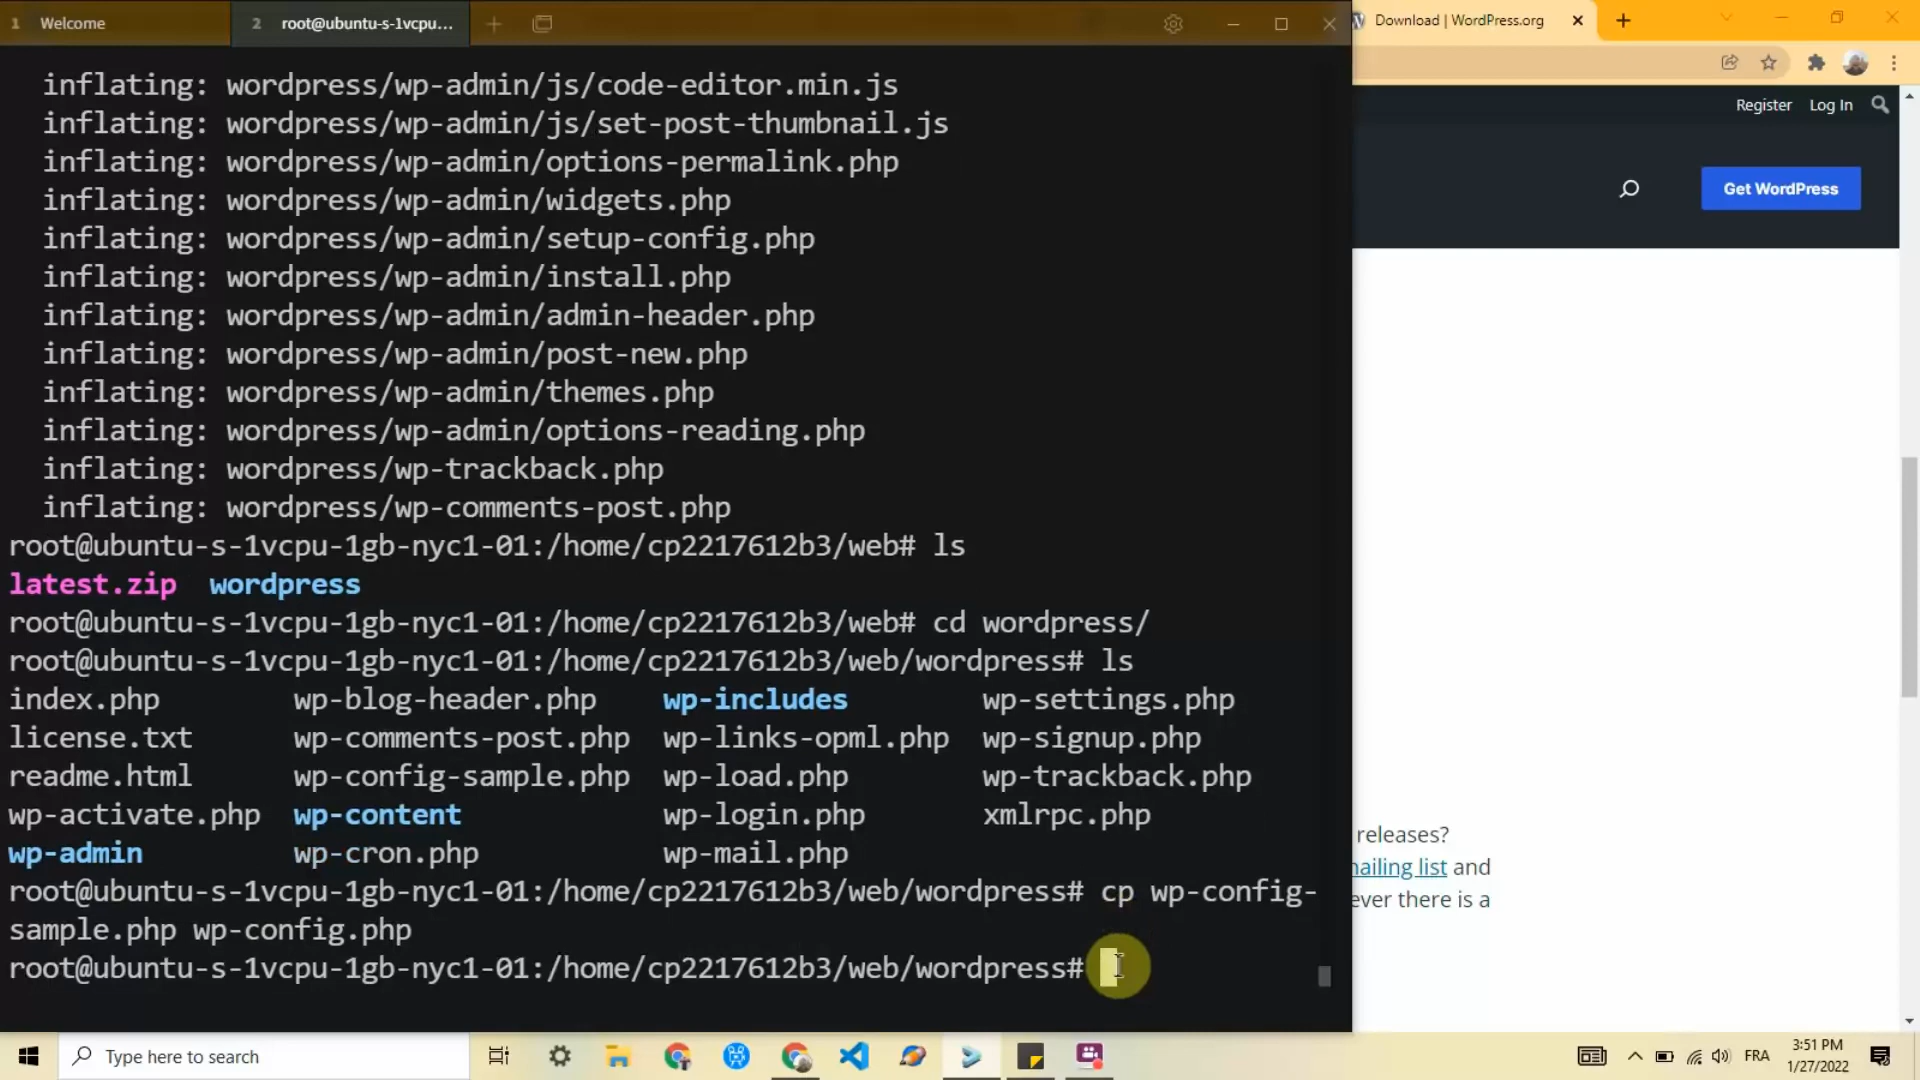 1 Welcome
2 root@ubuntu-s-1vcpu...
Download | WordPress.org
Register Log In
Get WordPress
inflating: wordpress/wp-admin/js/code-editor.min.js
inflating: wordpress/wp-admin/js/set-post-thumbnail.js
inflating: wordpress/wp-admin/options-permalink.php
inflating: wordpress/wp-admin/widgets.php
inflating: wordpress/wp-admin/setup-config.php
inflating: wordpress/wp-admin/install.php
inflating: wordpress/wp-admin/admin-header.php
inflating: wordpress/wp-admin/post-new.php
inflating: wordpress/wp-admin/themes.php
inflating: wordpress/wp-admin/options-reading.php
inflating: wordpress/wp-trackback.php
inflating: wordpress/wp-comments-post.php
root@ubuntu-s-1vcpu-1gb-nyc1-01:/home/cp2217612b3/web# ls
latest.zip wordpress
root@ubuntu-s-1vcpu-1gb-nyc1-01:/home/cp2217612b3/web# cd wordpress/
root@ubuntu-s-1vcpu-1gb-nyc1-01:/home/cp2217612b3/web/wordpress# ls
index.php wp-blog-header.php wp-includes wp-settings.php
license.txt wp-comments-post.php wp-links-opml.php wp-signup.php
readme.html wp-config-sample.php wp-load.php wp-trackback.php
wp-activate.php wp-content wp-login.php xmlrpc.php
wp-admin wp-cron.php wp-mail.php
root@ubuntu-s-1vcpu-1gb-nyc1-01:/home/cp2217612b3/web/wordpress# cp wp-config-
sample.php wp-config.php
root@ubuntu-s-1vcpu-1gb-nyc1-01:/home/cp2217612b3/web/wordpress#
releases?
nailing list and
ever there is a
Type here to search
FRA
3:51 PM
1/27/2022